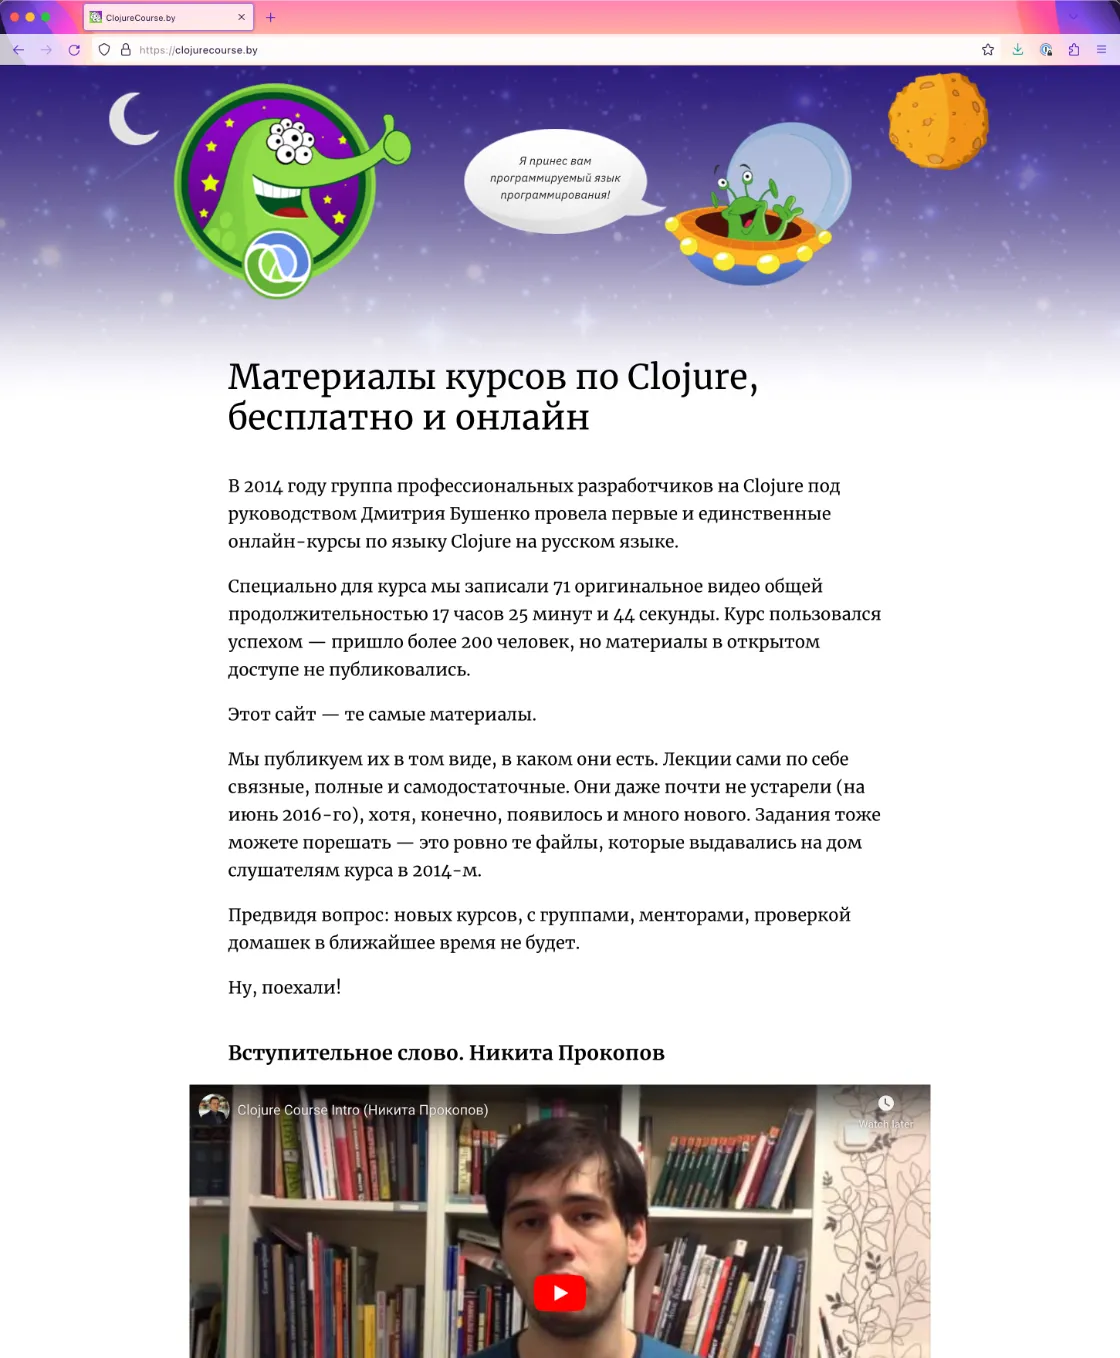 ClojureCourse.by
https://clojurecourse.by
Я принес вам
программируемый язык
программирования!
Материалы курсов по Clojure,
бесплатно и онлайн
В 2014 году группа профессиональных разработчиков на Clojure под
руководством Дмитрия Бушенко провела первые и единственные
онлайн-курсы по языку Clojure на русском языке.
Специально для курса мы записали 71 оригинальное видео общей
продолжительностью 17 часов 25 минут и 44 секунды. Курс пользовался
успехом — пришло более 200 человек, но материалы в открытом
доступе не публиковались.
Этот сайт — те самые материалы.
Мы публикуем их в том виде, в каком они есть. Лекции сами по себе
связные, полные и самодостаточные. Они даже почти не устарели (на
июнь 2016-го), хотя, конечно, появилось и много нового. Задания тоже
можете порешать — это ровно те файлы, которые выдавались на дом
слушателям курса в 2014-м.
Предвидя вопрос: новых курсов, с группами, менторами, проверкой
домашек в ближайшее время не будет.
Ну, поехали!
Вступительное слово. Никита Прокопов
Clojure Course Intro (Никита Прокопов)
Watch later